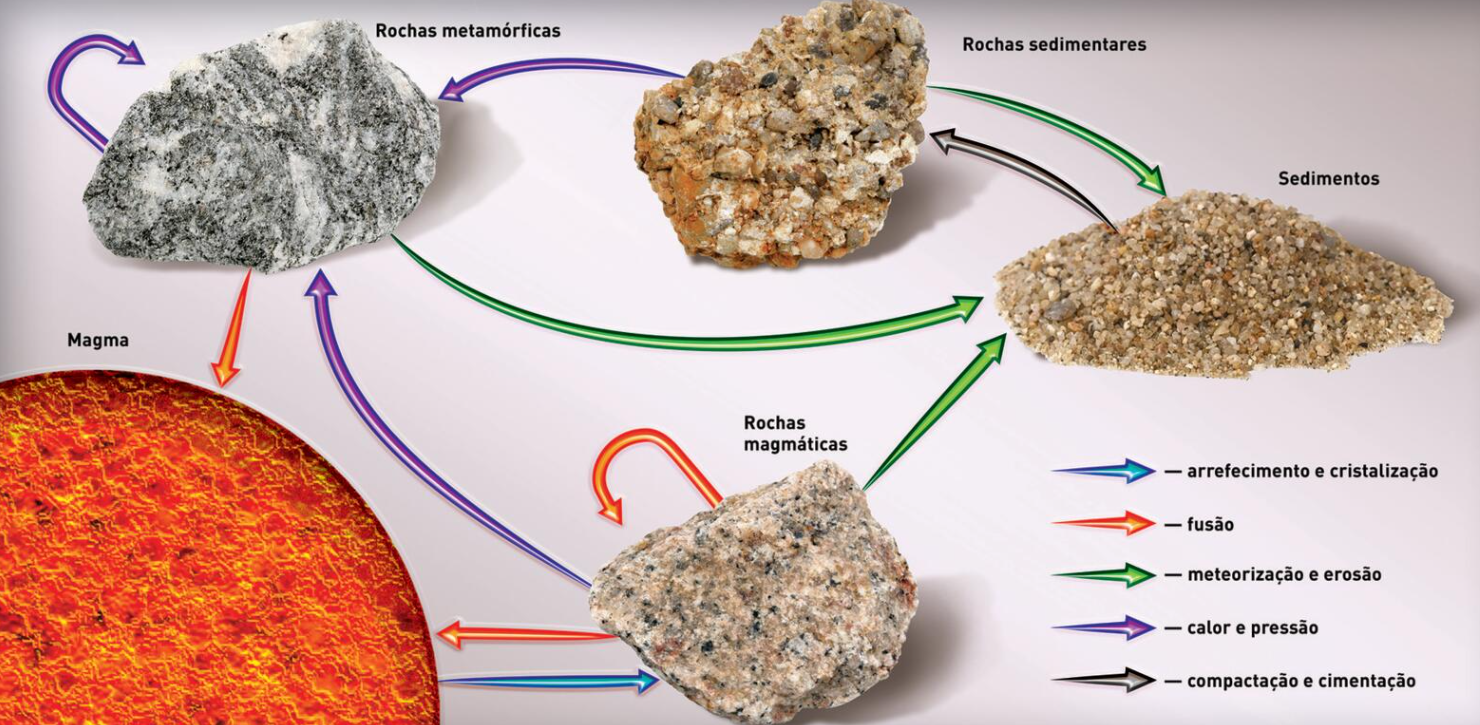 Rochas metamórficas
Rochas sedimentares
Sedimentos
Magma
Rochas
magmáticas
— arrefecimento e cristalização
— fusão
— meteorização e erosão
— calor e pressão
— compactação e cimentação